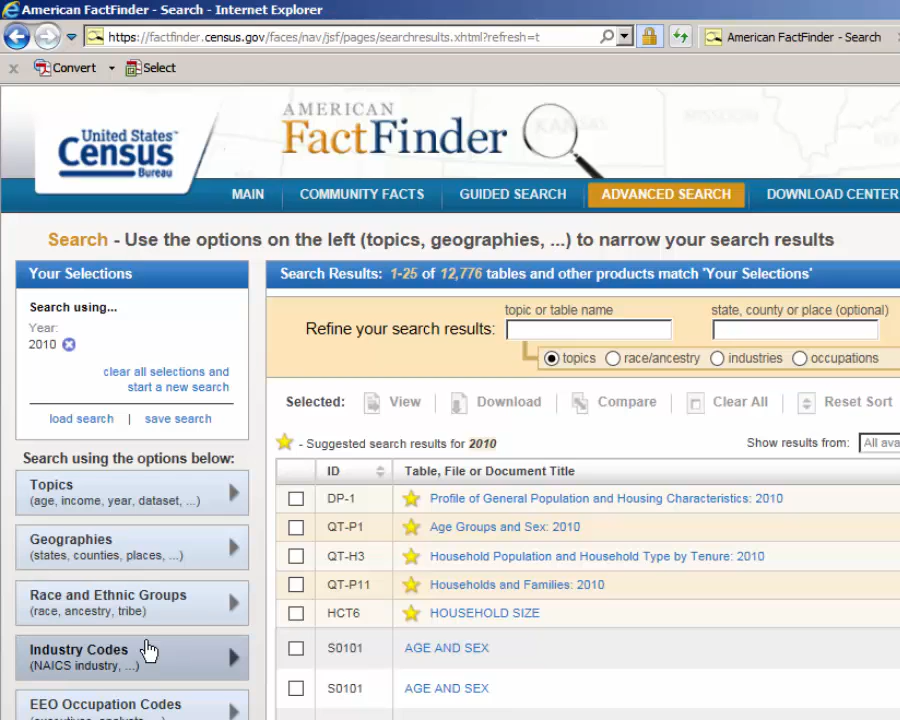 American FactFinder - Search - Internet Explorer
https://factfinder.census.gov/faces/nav/jsf/pages/searchresults.xhtml?refresh=t
American FactFinder - Search
x Convert Select
United States™
Census
Bureau
AMERICAN
FactFinder
KANSAS
MISSOURI
MAIN
COMMUNITY FACTS
GUIDED SEARCH
ADVANCED SEARCH
DOWNLOAD CENTER
Search - Use the options on the left (topics, geographies, ...) to narrow your search results
Your Selections
Search using...
Year:
2010
clear all selections and
start a new search
load search | save search
Search using the options below:
Topics
(age, income, year, dataset, ...)
Geographies
(states, counties, places, ...)
Race and Ethnic Groups
(race, ancestry, tribe)
Industry Codes
(NAICS industry, ...)
EEO Occupation Codes
(executives, analysts, ...)
Search Results: 1-25 of 12,776 tables and other products match 'Your Selections'
Refine your search results:
topic or table name
state, county or place (optional)
topics race/ancestry industries occupations
Selected: View | Download | Compare | Clear All | Reset Sort
- Suggested search results for 2010
Show results from: All ava
ID Table, File or Document Title
DP-1 Profile of General Population and Housing Characteristics: 2010
QT-P1 Age Groups and Sex: 2010
QT-H3 Household Population and Household Type by Tenure: 2010
QT-P11 Households and Families: 2010
HCT6 HOUSEHOLD SIZE
S0101 AGE AND SEX
S0101 AGE AND SEX